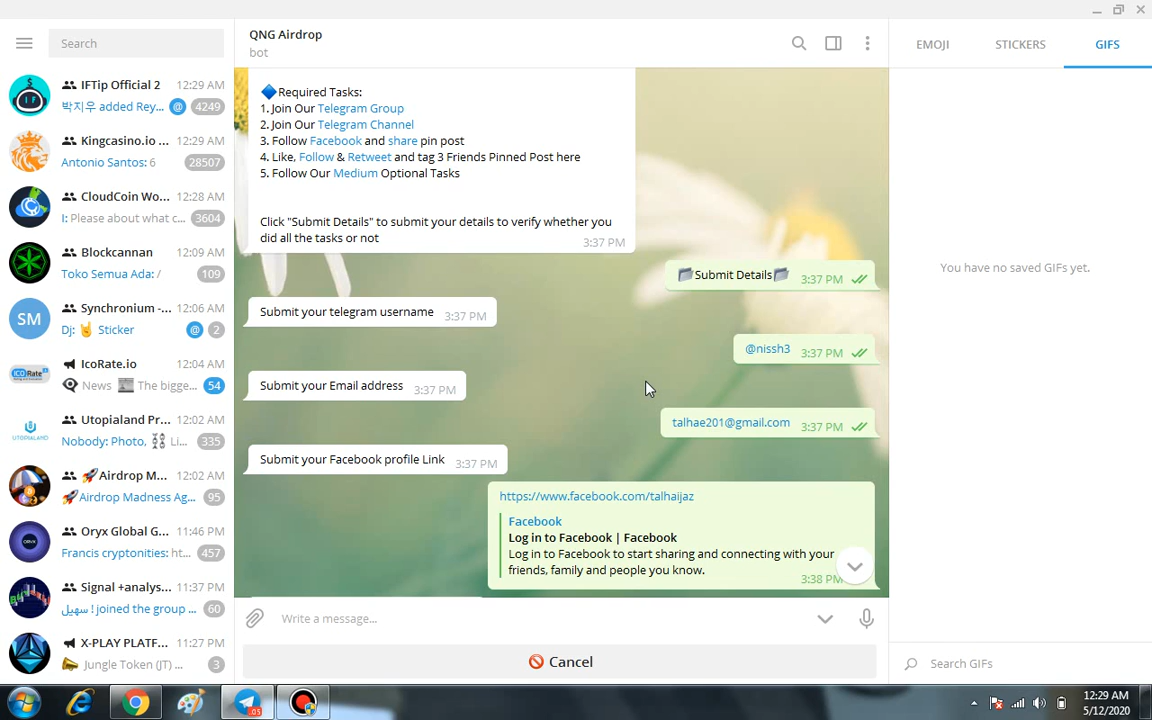 Search
IFTip Official 2 12:29 AM
박지우 added Rey... @ 4249
Kingcasino.io ... 12:29 AM
Antonio Santos: 6 28507
CloudCoin Wo... 12:28 AM
I: Please about what c... 3604
Blockcannan 12:09 AM
Toko Semua Ada: / 109
SM Synchronium -... 12:06 AM
Dj: 🤘 Sticker @ 2
IcoRate.io 12:04 AM
News The bigge... 54
Utopialand Pr... 12:02 AM
Nobody: Photo, ⛓ Li... 335
🚀Airdrop M... 12:02 AM
🚀Airdrop Madness Ag... 95
Oryx Global G... 11:46 PM
Francis cryptonities: ht... 457
Signal +analys... 11:37 PM
سهيل joined the group ... 60
X-PLAY PLATF... 11:27 PM
Jungle Token (JT) ... 3
QNG Airdrop
bot
🔷Required Tasks:
1. Join Our Telegram Group
2. Join Our Telegram Channel
3. Follow Facebook and share pin post
4. Like, Follow & Retweet and tag 3 Friends Pinned Post here
5. Follow Our Medium Optional Tasks
Click "Submit Details" to submit your details to verify whether you
did all the tasks or not 3:37 PM
📂Submit Details📂 3:37 PM
Submit your telegram username 3:37 PM
@nissh3 3:37 PM
Submit your Email address 3:37 PM
talhae201@gmail.com 3:37 PM
Submit your Facebook profile Link 3:37 PM
https://www.facebook.com/talhaijaz
Facebook
Log in to Facebook | Facebook
Log in to Facebook to start sharing and connecting with your
friends, family and people you know.
3:38 PM
Write a message...
🚫 Cancel
EMOJI STICKERS GIFS
You have no saved GIFs yet.
Search GIFs
12:29 AM
5/12/2020